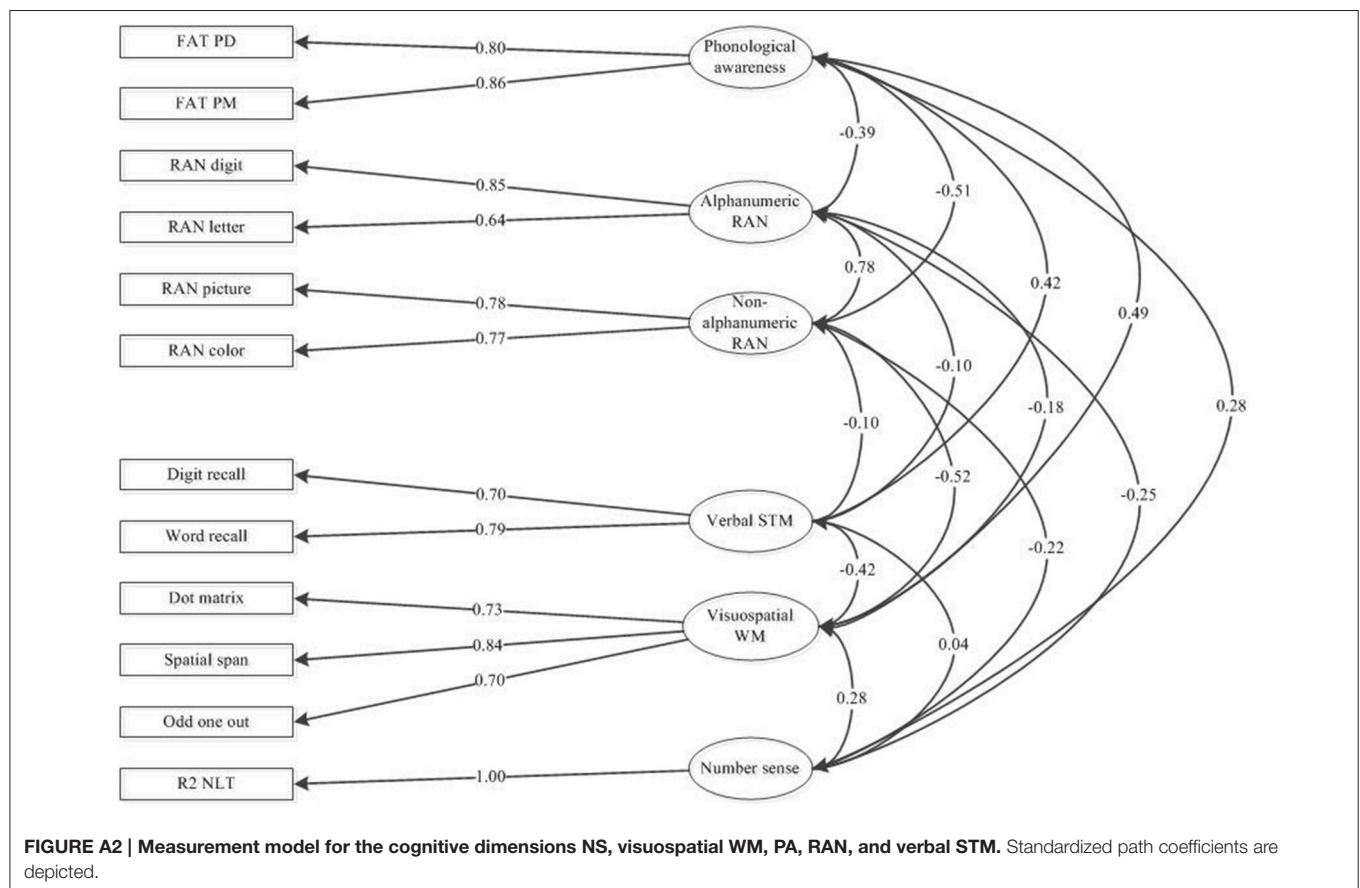 FAT PD
0.80
Phonological
awareness
FAT PM
0.86
-0.39
RAN digit
0.85
Alphanumeric
RAN
-0.51
RAN letter
0.64
0.78
0.42
0.49
RAN picture
0.78
Non-
alphanumeric
RAN
RAN color
0.77
-0.10
-0.18
0.28
-0.10
Digit recall
0.70
-0.52
-0.25
Verbal STM
Word recall
0.79
-0.22
-0.42
Dot matrix
0.73
Visuospatial
WM
0.04
Spatial span
0.84
0.70
0.28
Odd one out
Number sense
R2 NLT
1.00
FIGURE A2 | Measurement model for the cognitive dimensions NS, visuospatial WM, PA, RAN, and verbal STM. Standardized path coefficients are
depicted.